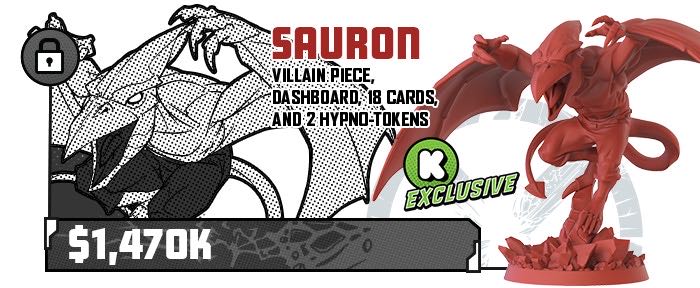 SAURON
VILLAIN PIECE,
DASHBOARD, 18 CARDS,
AND 2 HYPNO-TOKENS
K
EXCLUSIVE
$1,470K